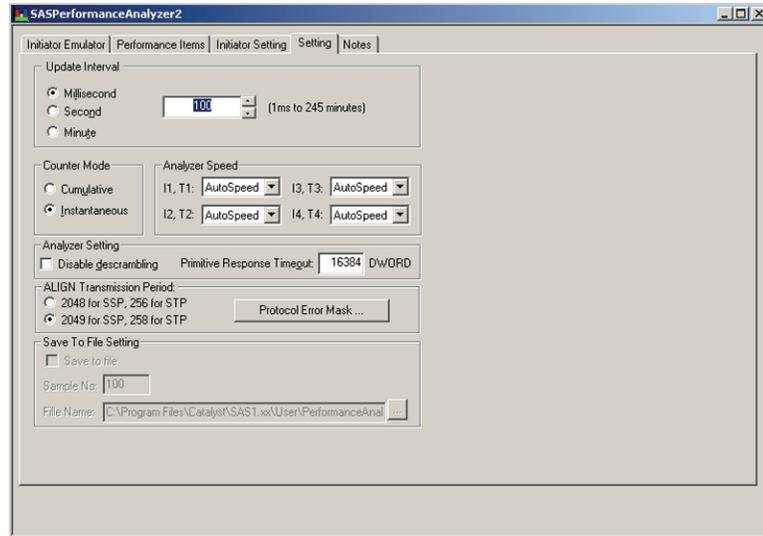 SASPerformanceAnalyzer2
Initiator Emulator Performance Items Initiator Setting Setting Notes
Update Interval
Millisecond
Second
Minute
100
(1ms to 245 minutes)
Counter Mode
Cumulative
Instantaneous
Analyzer Speed
I1, T1: AutoSpeed I3, T3: AutoSpeed
I2, T2: AutoSpeed I4, T4: AutoSpeed
Analyzer Setting
Disable descrambling Primitive Response Timeout: 16384 DWORD
ALIGN Transmission Period:
2048 for SSP, 256 for STP
2049 for SSP, 258 for STP
Protocol Error Mask ...
Save To File Setting
Save to file
Sample No: 100
Fille Name: C:\Program Files\Catalyst\SAS1.xx\User\PerformanceAnal ...